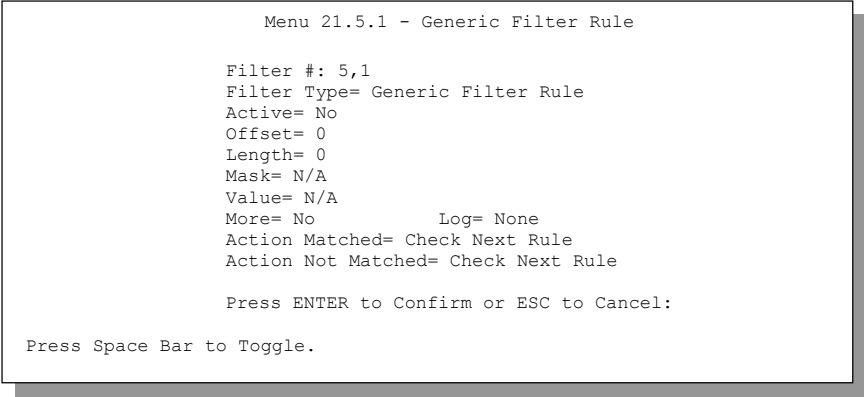 Menu 21.5.1 - Generic Filter Rule
Filter #: 5,1
Filter Type= Generic Filter Rule
Active= No
Offset= 0
Length= 0
Mask= N/A
Value= N/A
More= No Log= None
Action Matched= Check Next Rule
Action Not Matched= Check Next Rule
Press ENTER to Confirm or ESC to Cancel:
Press Space Bar to Toggle.